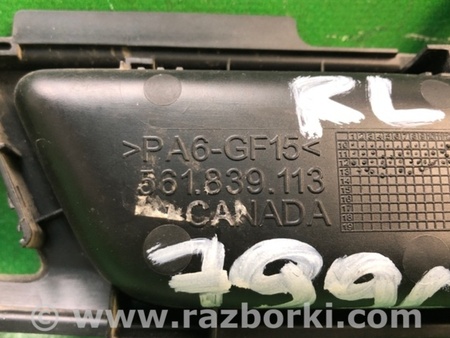 RL
>PA6-GF15<
561.839.113
CANADA
www.razborki.com